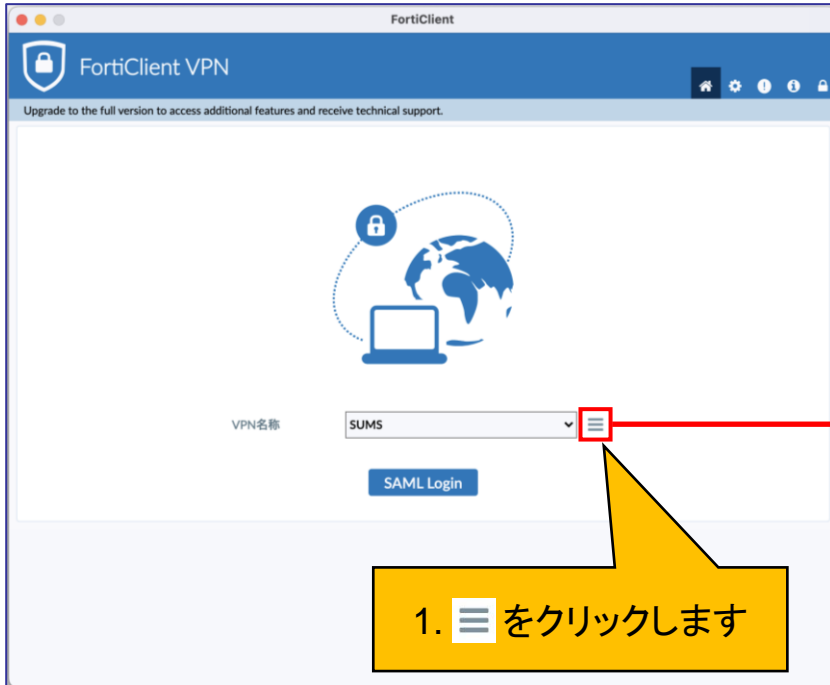 FortiClient
FortiClient VPN
Upgrade to the full version to access additional features and receive technical support.
VPN名称
SUMS
SAML Login
1. ≡ をクリックします